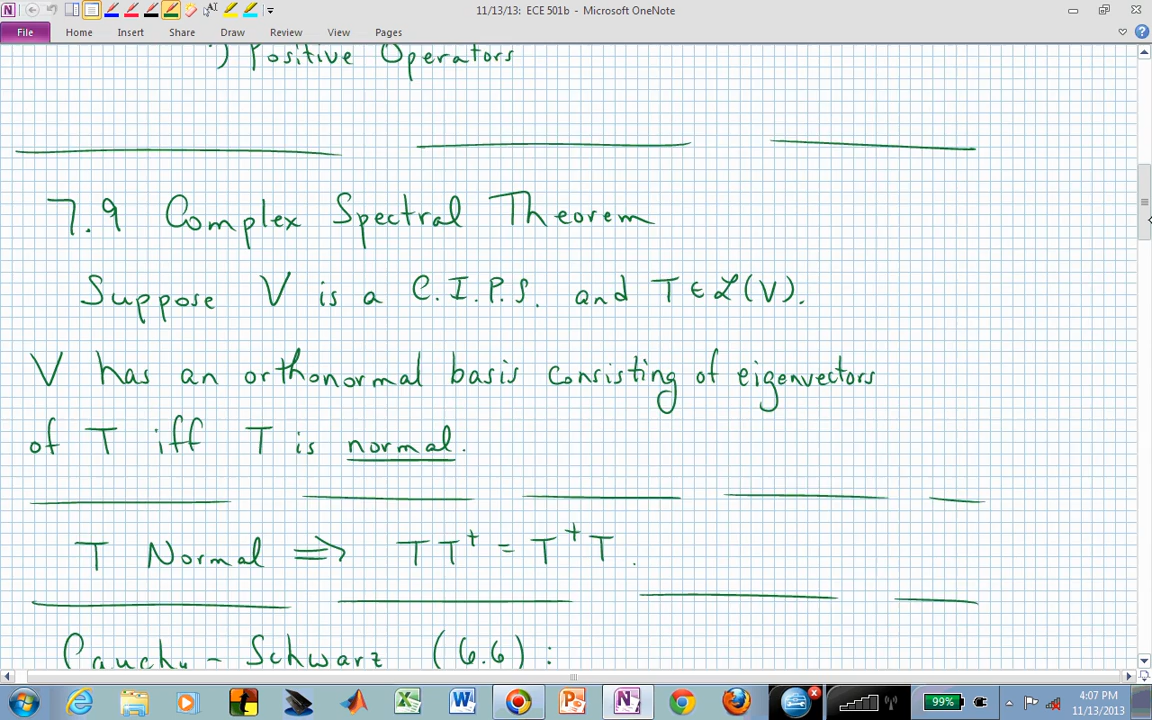 11/13/13: ECE 501b - Microsoft OneNote
File Home Insert Share Draw Review View Pages
) Positive Operators
7.9 Complex Spectral Theorem
Suppose V is a C.I.P.S. and T ∈ ℒ(V).
V has an orthonormal basis consisting of eigenvectors
of T iff T is normal.
T Normal ⇒ TT† = T†T.
Cauchy - Schwarz (6.6) :
99% 4:07 PM
11/13/2013